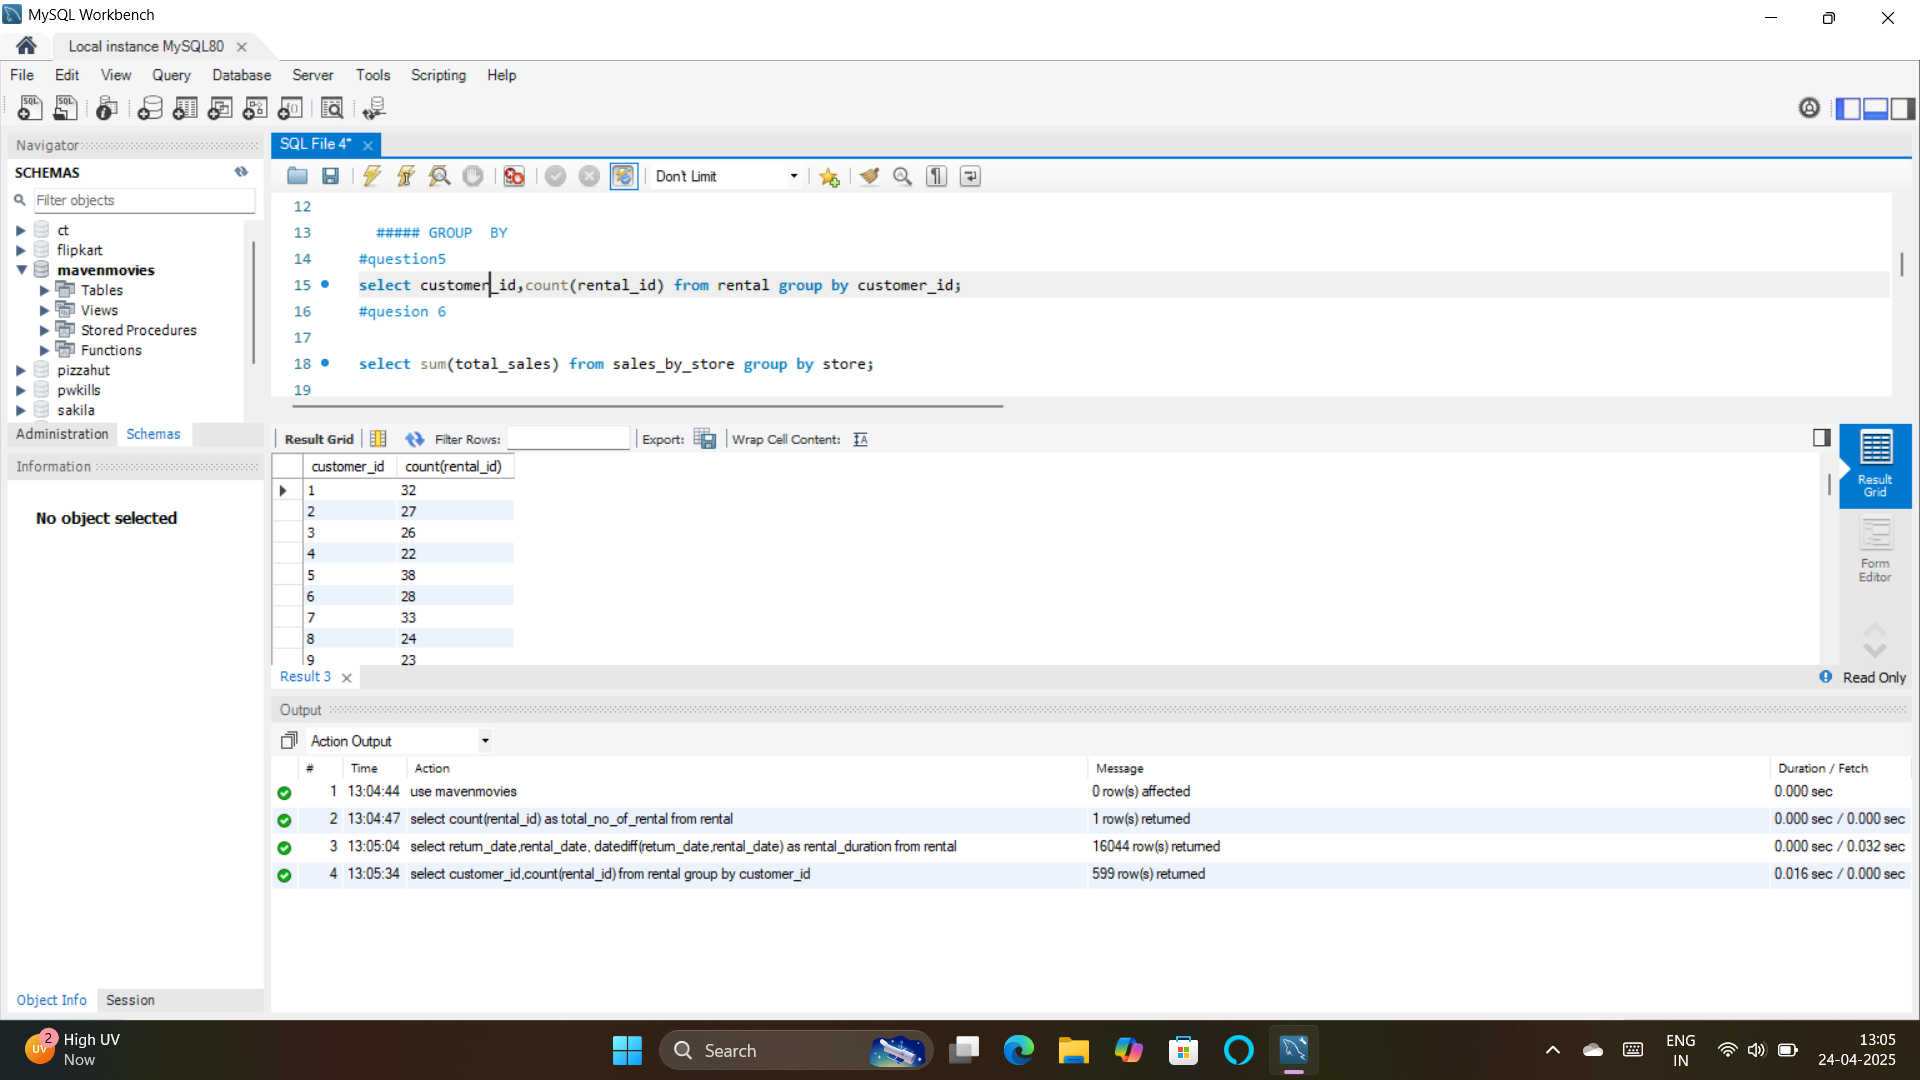 MySQL Workbench
Local instance MySQL80
File Edit View Query Database Server Tools Scripting Help
Navigator
SCHEMAS
Filter objects
ct
flipkart
mavenmovies
Tables
Views
Stored Procedures
Functions
pizzahut
pwkills
sakila
Administration Schemas
Information
No object selected
Object Info Session
SQL File 4*
Don't Limit
12
13 ##### GROUP BY
14 #question5
15 select customer_id,count(rental_id) from rental group by customer_id;
16 #quesion 6
17
18 select sum(total_sales) from sales_by_store group by store;
19
Result Grid Filter Rows: Export: Wrap Cell Content:
customer_id count(rental_id)
1 32
2 27
3 26
4 22
5 38
6 28
7 33
8 24
9 23
Result Grid
Form Editor
Result 3
Read Only
Output
Action Output
# Time Action Message Duration / Fetch
1 13:04:44 use mavenmovies 0 row(s) affected 0.000 sec
2 13:04:47 select count(rental_id) as total_no_of_rental from rental 1 row(s) returned 0.000 sec / 0.000 sec
3 13:05:04 select return_date,rental_date, datediff(return_date,rental_date) as rental_duration from rental 16044 row(s) returned 0.000 sec / 0.032 sec
4 13:05:34 select customer_id,count(rental_id) from rental group by customer_id 599 row(s) returned 0.016 sec / 0.000 sec
UV 2 High UV
Now
Search
ENG
IN
13:05
24-04-2025